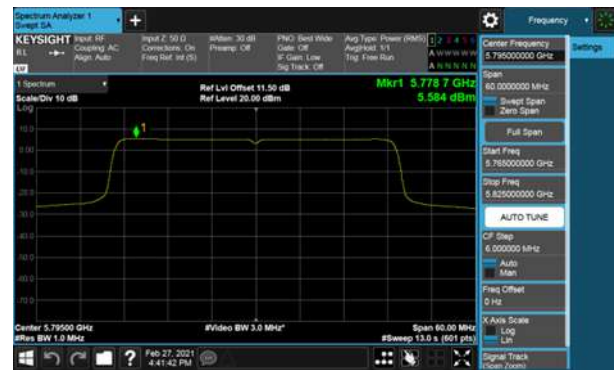 Spectrum Analyzer 1
Swept SA
Frequency
KEYSIGHT
Input: RF
Coupling: AC
Align: Auto
Input Z: 50 Ω
Corrections: On
Freq Ref: Int (S)
#Atten: 30 dB
Preamp: Off
PNO: Best Wide
Gate: Off
IF Gain: Low
Sig Track: Off
Avg Type: Power (RMS)
Avg|Hold: 1/1
Trig: Free Run
1 2 3 4 5 6
A W W W W W
A N N N N N
RL
LW
1 Spectrum
Scale/Div 10 dB
Log
Ref Lvl Offset 11.50 dB
Ref Level 20.00 dBm
Mkr1 5.778 7 GHz
5.584 dBm
1
10.0
0.00
-10.0
-20.0
-30.0
-40.0
-50.0
-60.0
-70.0
Center 5.79500 GHz
#Res BW 1.0 MHz
#Video BW 3.0 MHz*
Span 60.00 MHz
#Sweep 13.0 s (601 pts)
Feb 27, 2021
4:41:42 PM
Center Frequency
5.795000000 GHz
Settings
Span
60.0000000 MHz
Swept Span
Zero Span
Full Span
Start Freq
5.765000000 GHz
Stop Freq
5.825000000 GHz
AUTO TUNE
CF Step
6.000000 MHz
Auto
Man
Freq Offset
0 Hz
X Axis Scale
Log
Lin
Signal Track
(Span Zoom)